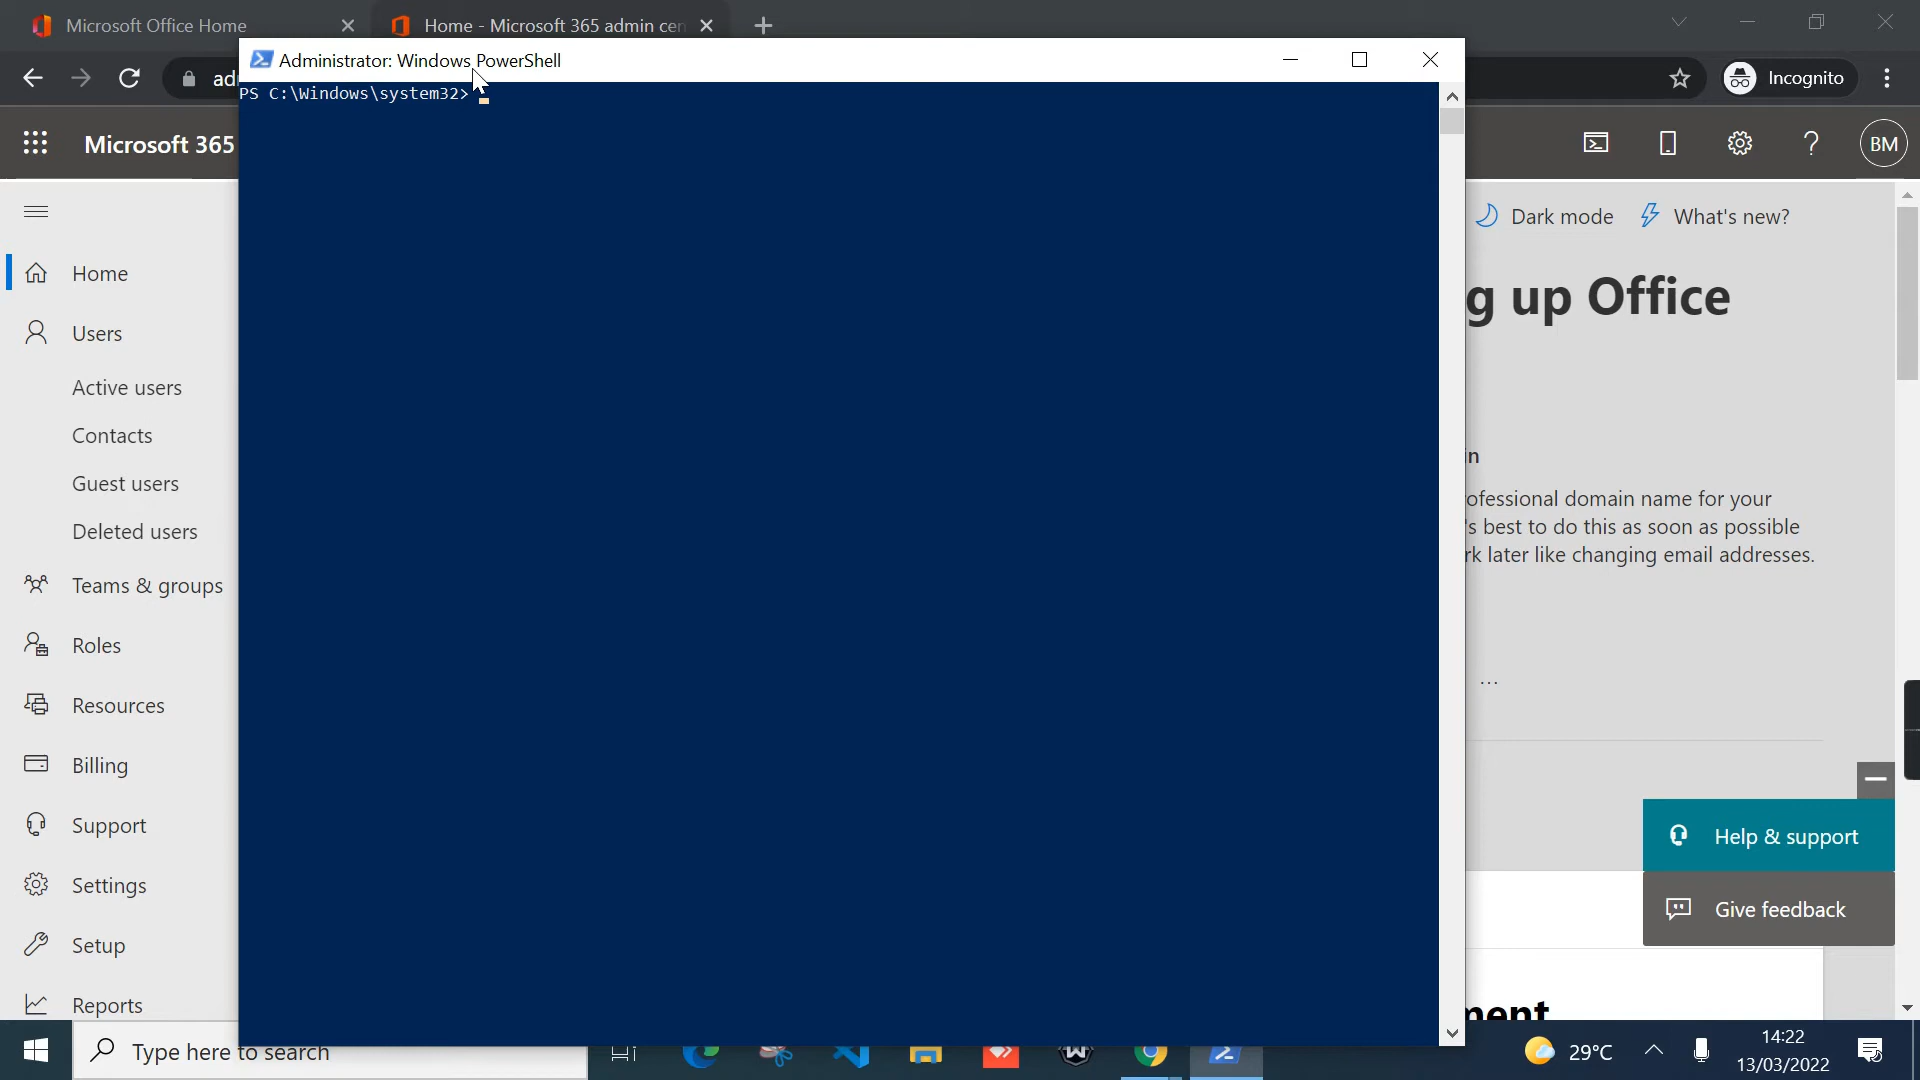 Microsoft Office Home
Home - Microsoft 365 admin cen
Administrator: Windows PowerShell
PS C:\Windows\system32>
Incognito
Microsoft 365
BM
Dark mode
What's new?
Home
Users
Active users
Contacts
Guest users
Deleted users
Teams & groups
Roles
Resources
Billing
Support
Settings
Setup
Reports
g up Office
in
ofessional domain name for your
's best to do this as soon as possible
rk later like changing email addresses.
...
Help & support
Give feedback
Type here to search
29°C
14:22
13/03/2022